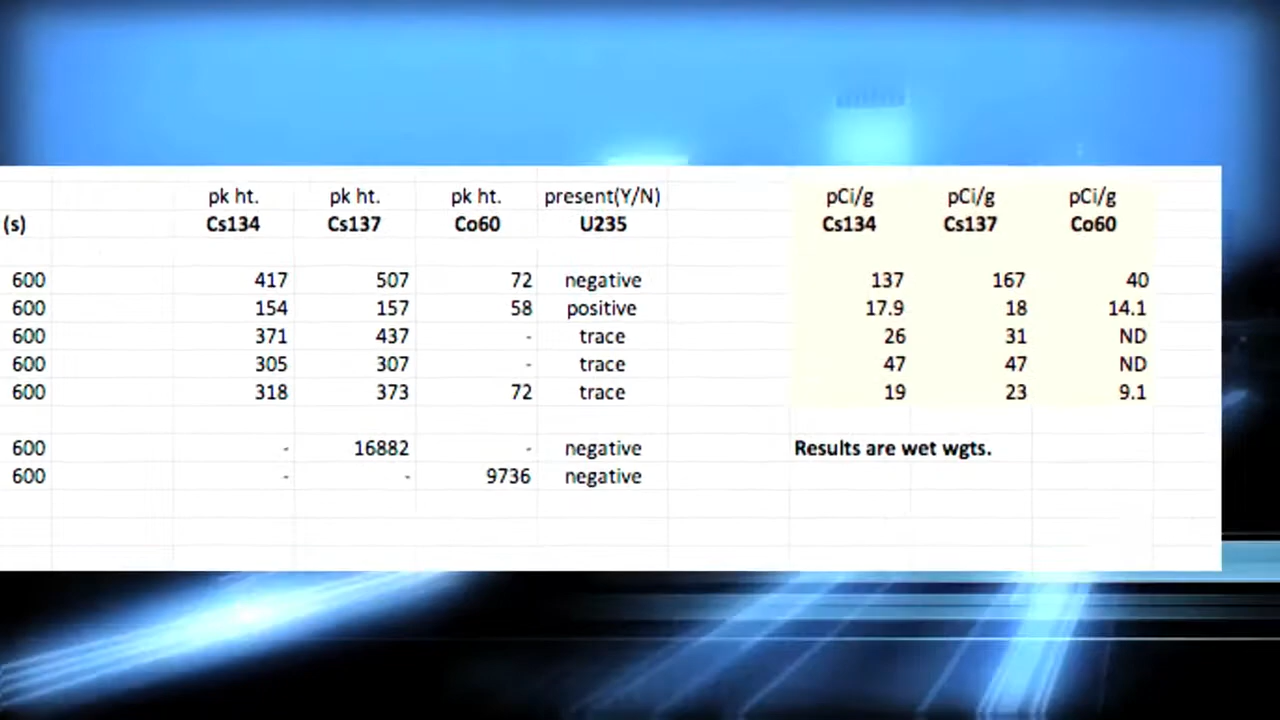 pk ht. pk ht. pk ht. present(Y/N) pCi/g pCi/g pCi/g
(s) Cs134 Cs137 Co60 U235 Cs134 Cs137 Co60
600 417 507 72 negative 137 167 40
600 154 157 58 positive 17.9 18 14.1
600 371 437 - trace 26 31 ND
600 305 307 - trace 47 47 ND
600 318 373 72 trace 19 23 9.1
600 - 16882 - negative Results are wet wgts.
600 - - 9736 negative